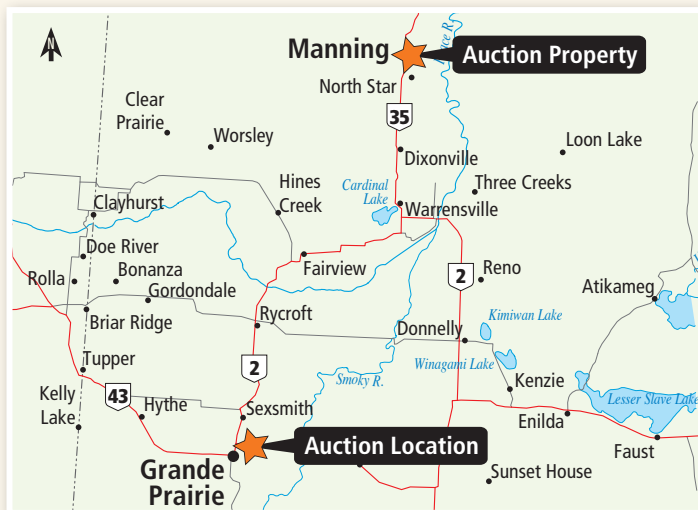 N
Manning
Auction Property
North Star
Peace R.
Clear
Prairie
Worsley
35
Loon Lake
Dixonville
Hines
Creek
Cardinal
Lake
Three Creeks
Clayhurst
Warrensville
Doe River
Bonanza
Rolla
Gordondale
Fairview
2
Reno
Atikameg
Briar Ridge
Rycroft
Donnelly
Kimiwan Lake
Tupper
2
Smoky R.
Winagami Lake
Kelly
Lake
43
Hythe
Sexsmith
Kenzie
Lesser Slave Lake
Enilda
Auction Location
Faust
Grande
Prairie
Sunset House